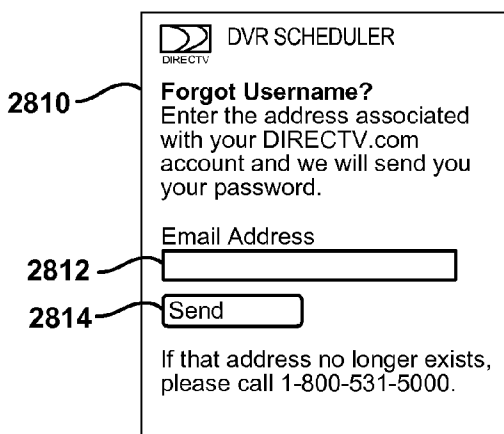 DVR SCHEDULER
DIRECTV
2810
Forgot Username?
Enter the address associated
with your DIRECTV.com
account and we will send you
your password.
Email Address
2812
2814
Send
If that address no longer exists,
please call 1-800-531-5000.